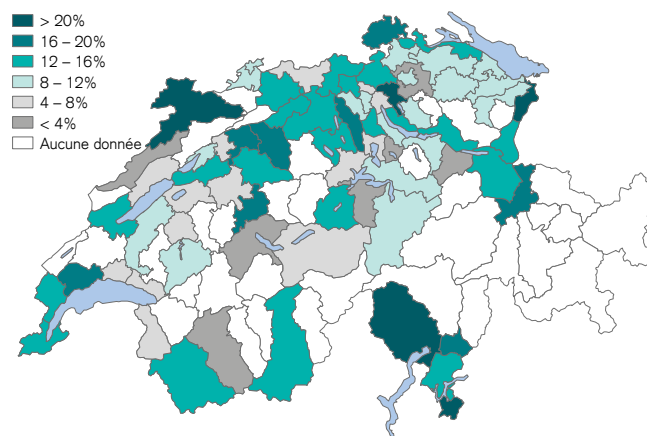 > 20%
16 – 20%
12 – 16%
8 – 12%
4 – 8%
< 4%
Aucune donnée